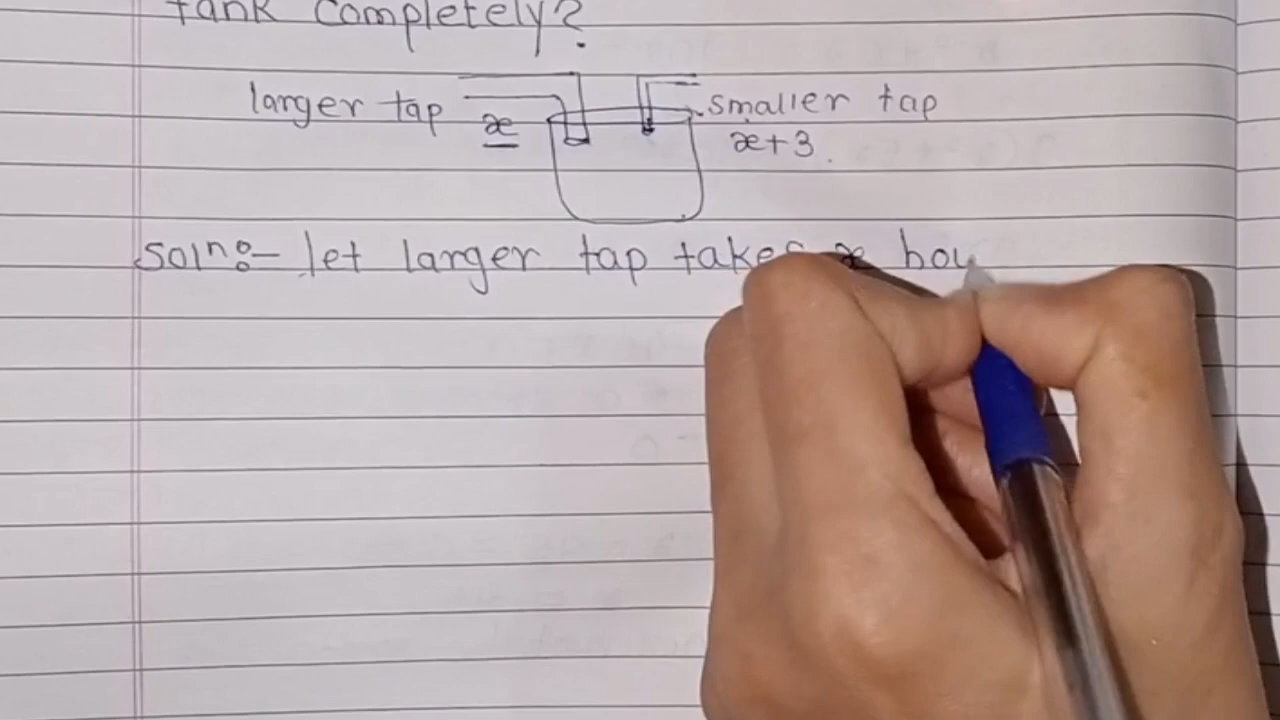 tank completely?
larger tap x smaller tap
x+3
Soln:- let larger tap takes x hou